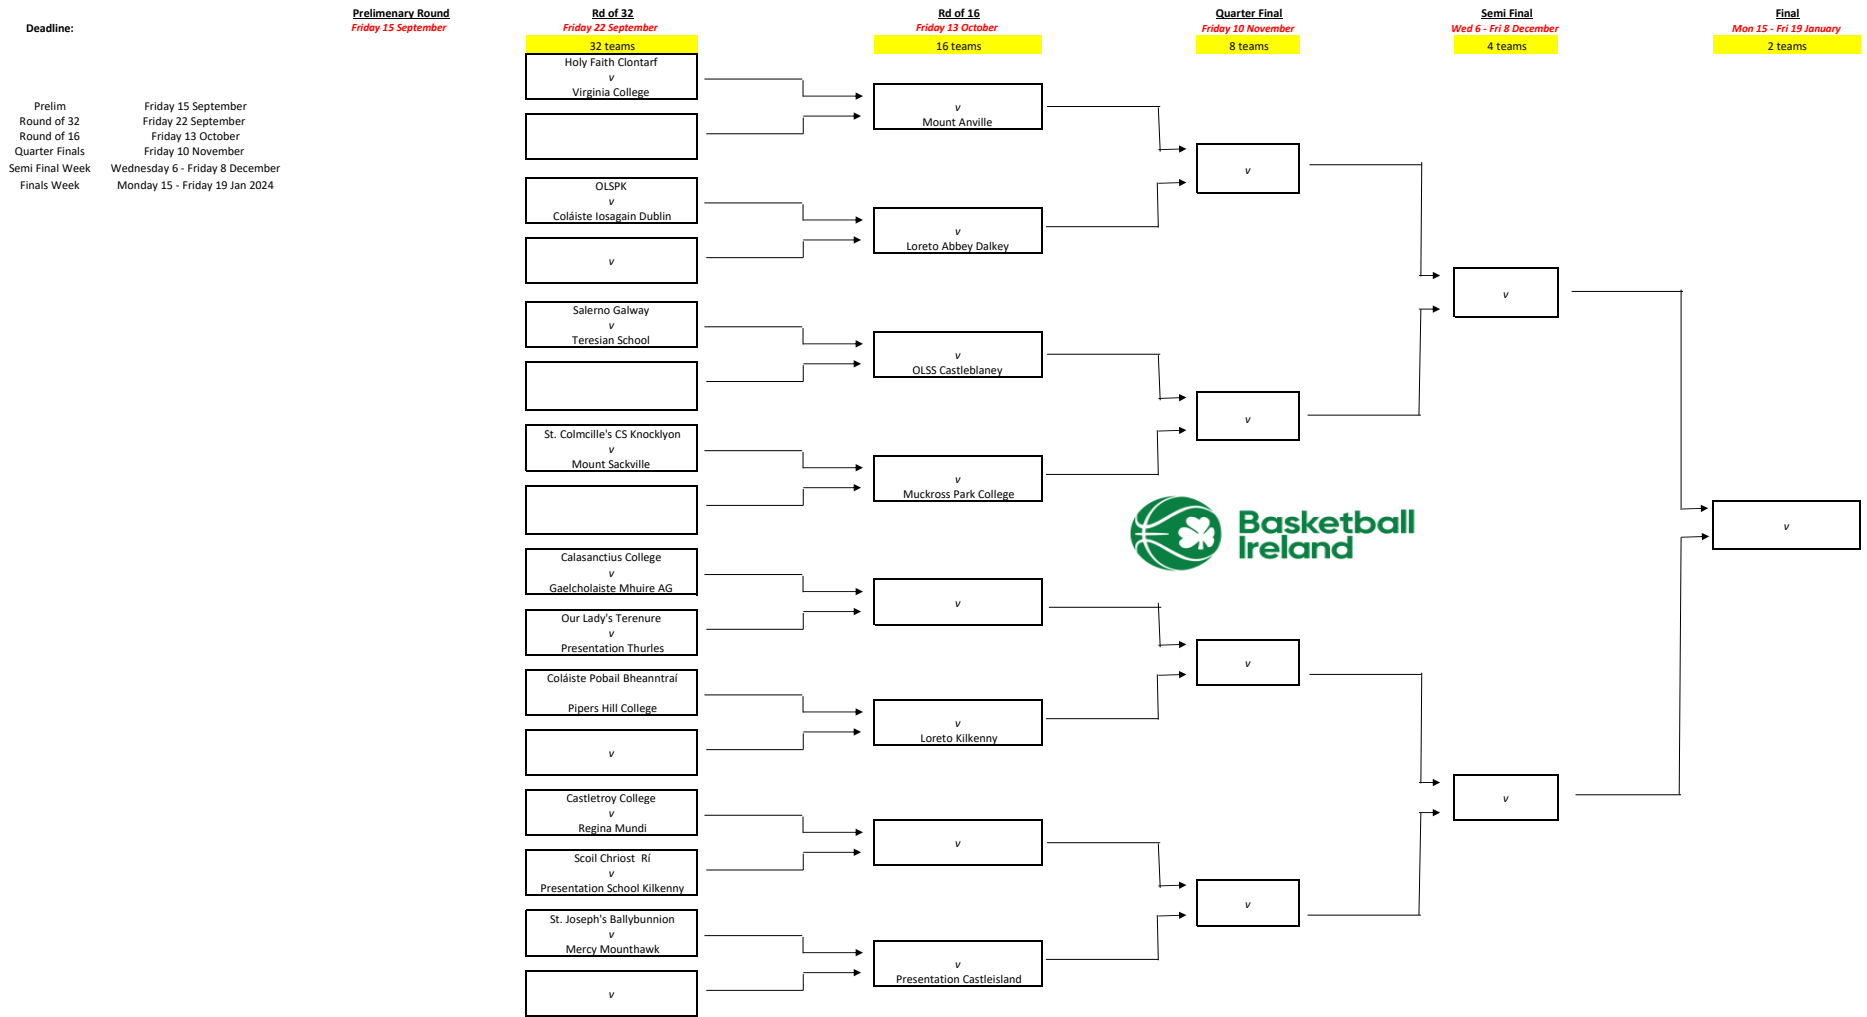 Deadline:
Prelimenary Round
Friday 15 September
Rd of 32
Friday 22 September
32 teams
Rd of 16
Friday 13 October
16 teams
Quarter Final
Friday 10 November
8 teams
Semi Final
Wed 6 - Fri 8 December
4 teams
Final
Mon 15 - Fri 19 January
2 teams
Prelim Friday 15 September
Round of 32 Friday 22 September
Round of 16 Friday 13 October
Quarter Finals Friday 10 November
Semi Final Week Wednesday 6 - Friday 8 December
Finals Week Monday 15 - Friday 19 Jan 2024
Holy Faith Clontarf
v
Virginia College
OLSPK
v
Coláiste Iosagain Dublin
v
Salerno Galway
v
Teresian School
St. Colmcille's CS Knocklyon
v
Mount Sackville
Calasanctius College
v
Gaelcholaiste Mhuire AG
Our Lady's Terenure
v
Presentation Thurles
Coláiste Pobail Bheanntraí
Pipers Hill College
v
Castletroy College
v
Regina Mundi
Scoil Chriost  Rí
v
Presentation School Kilkenny
St. Joseph's Ballybunnion
v
Mercy Mounthawk
v
v
Mount Anville
v
Loreto Abbey Dalkey
v
OLSS Castleblaney
v
Muckross Park College
v
v
Loreto Kilkenny
v
v
Presentation Castleisland
v
v
v
v
v
v
v
Basketball
Ireland